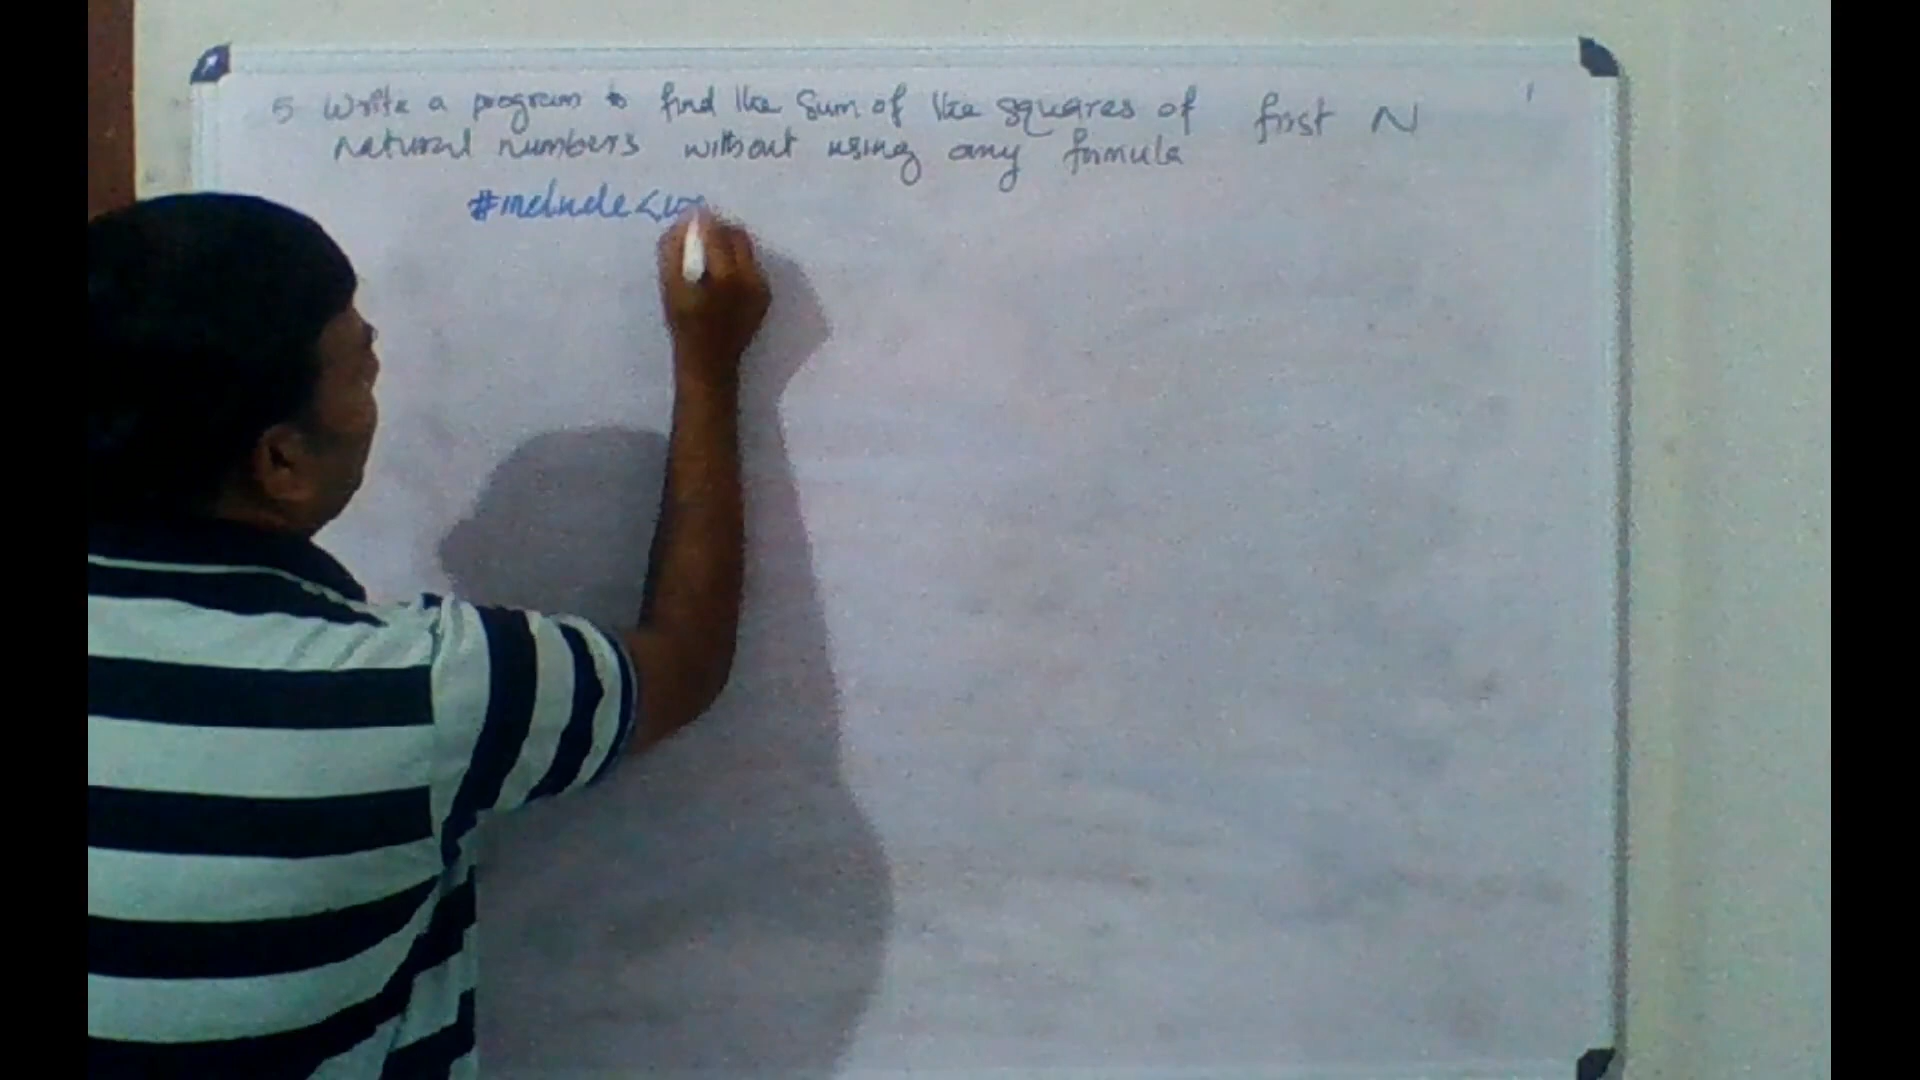 5 Write a program to find the sum of the squares of first N
natural numbers without using any formula
#include<io